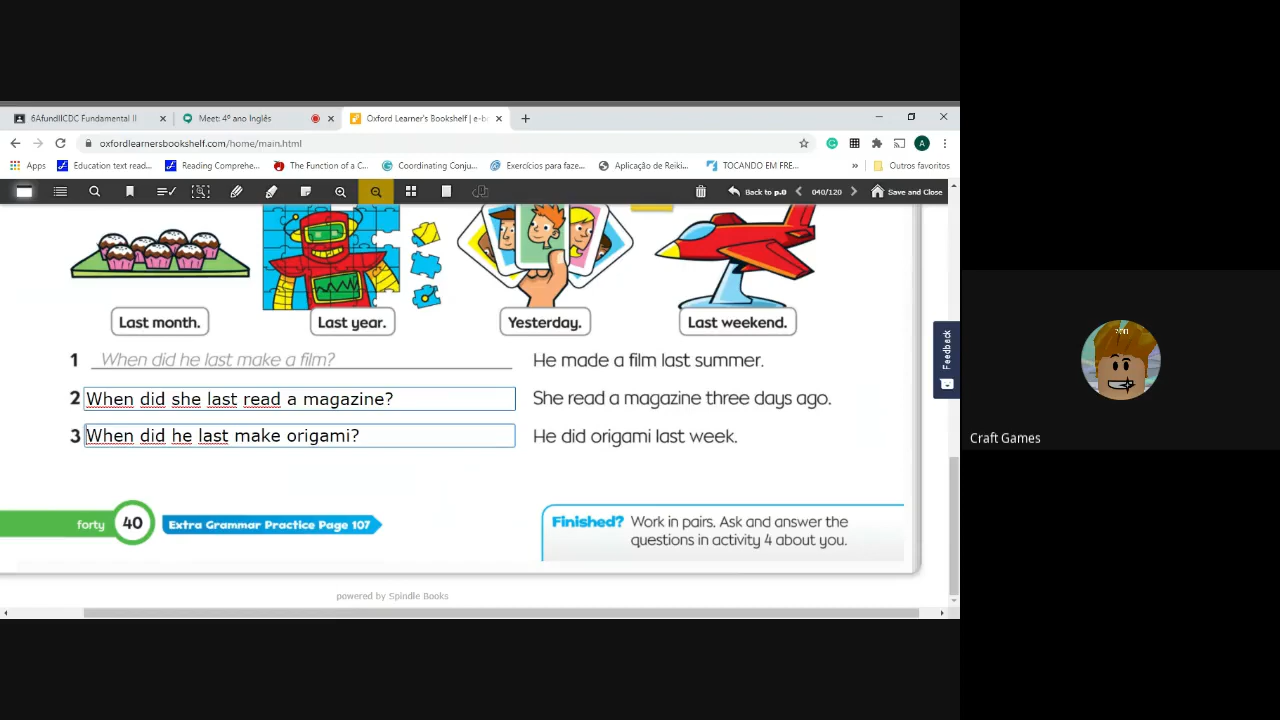 6AfundIICDC Fundamental II
Meet: 4º ano Inglês
Oxford Learner's Bookshelf | e-b
oxfordlearnersbookshelf.com/home/main.html
A
Apps
Education text read...
Reading Comprehe...
The Function of a C...
Coordinating Conju...
Exercícios para faze...
Aplicação de Reiki...
TOCANDO EM FRE...
»
Outros favoritos
Back to p.0
040/120
Save and Close
Last month.
Last year.
Yesterday.
Last weekend.
1 When did he last make a film? He made a film last summer.
2 When did she last read a magazine? She read a magazine three days ago.
3 When did he last make origami? He did origami last week.
forty 40 Extra Grammar Practice Page 107
Finished? Work in pairs. Ask and answer the
questions in activity 4 about you.
powered by Spindle Books
Feedback
Craft Games